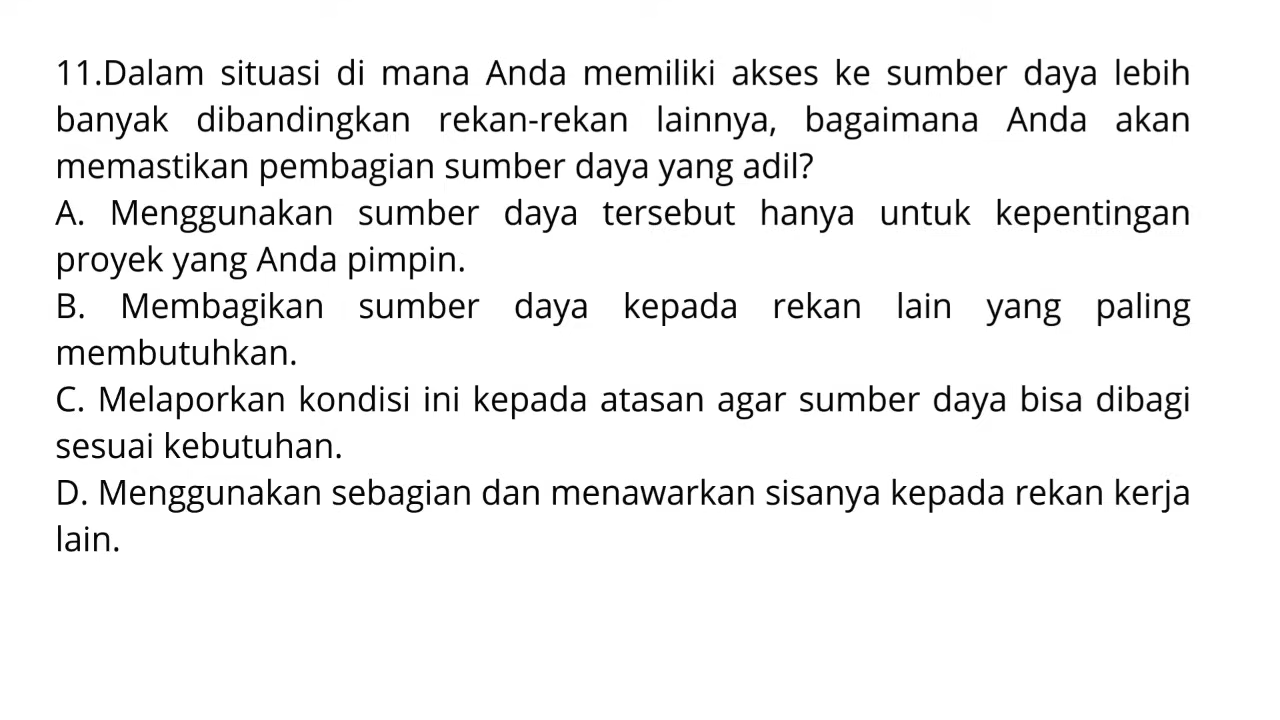 11.Dalam situasi di mana Anda memiliki akses ke sumber daya lebih
banyak dibandingkan rekan-rekan lainnya, bagaimana Anda akan
memastikan pembagian sumber daya yang adil?
A. Menggunakan sumber daya tersebut hanya untuk kepentingan
proyek yang Anda pimpin.
B. Membagikan sumber daya kepada rekan lain yang paling
membutuhkan.
C. Melaporkan kondisi ini kepada atasan agar sumber daya bisa dibagi
sesuai kebutuhan.
D. Menggunakan sebagian dan menawarkan sisanya kepada rekan kerja
lain.